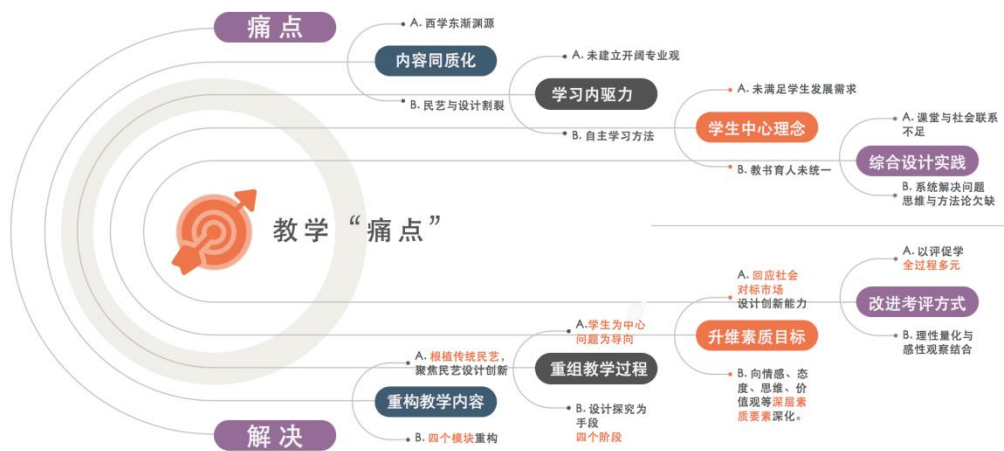 痛点
A. 西学东渐渊源
内容同质化
B. 民艺与设计割裂
A. 未建立开阔专业观
学习内驱力
B. 自主学习方法
A. 未满足学生发展需求
学生中心理念
B. 教书育人未统一
A. 课堂与社会联系
不足
综合设计实践
B. 系统解决问题
思维与方法论欠缺
教学“痛点”
A. 以评促学
全过程多元
改进考评方式
B. 理性量化与
感性观察结合
A. 回应社会
对标市场
设计创新能力
升维素质目标
B. 向情感、态
度、思维、价
值观等深层素
质要素深化。
A.学生为中心
问题为导向
重组教学过程
B. 设计探究为
手段
四个阶段
A. 根植传统民艺，
聚焦民艺设计创新
重构教学内容
B. 四个模块重构
解决